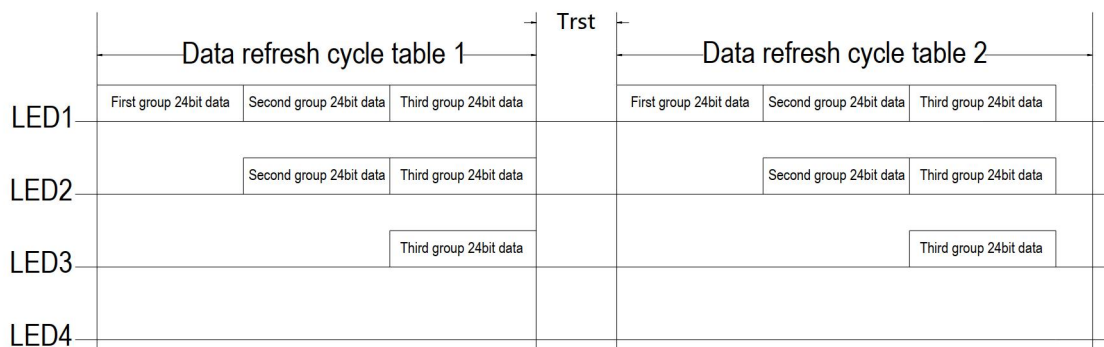 Trst
Data refresh cycle table 1
Data refresh cycle table 2
LED1
First group 24bit data
Second group 24bit data
Third group 24bit data
First group 24bit data
Second group 24bit data
Third group 24bit data
LED2
Second group 24bit data
Third group 24bit data
Second group 24bit data
Third group 24bit data
LED3
Third group 24bit data
Third group 24bit data
LED4